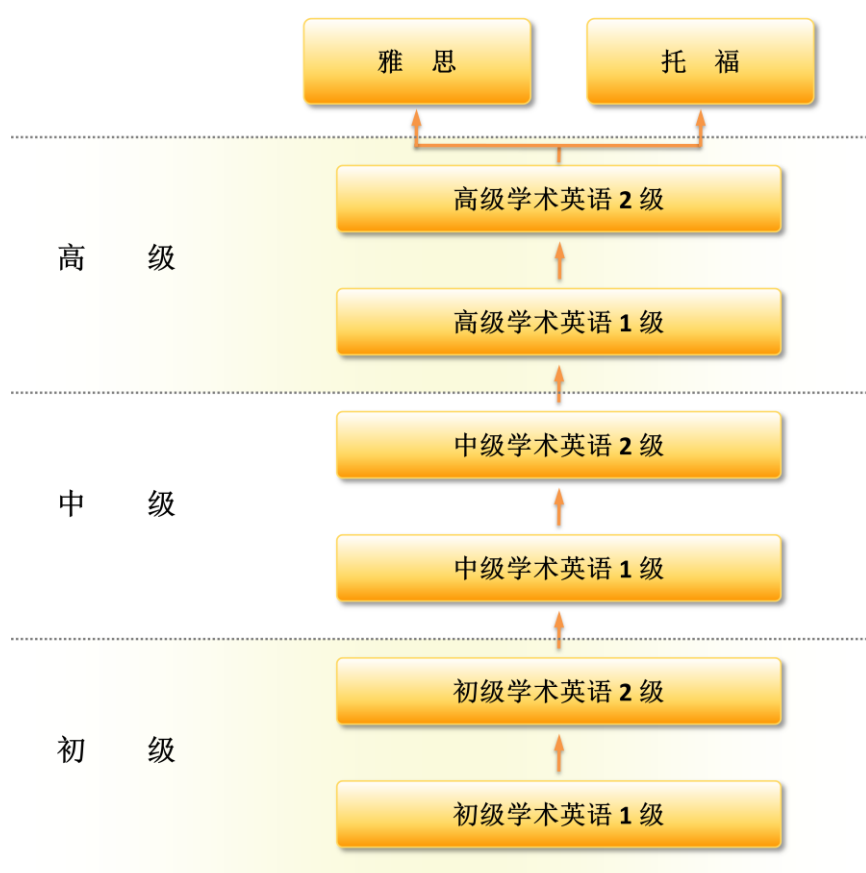 雅 思
托 福
高级学术英语 2 级
高 级
高级学术英语 1 级
中级学术英语 2 级
中 级
中级学术英语 1 级
初级学术英语 2 级
初 级
初级学术英语 1 级